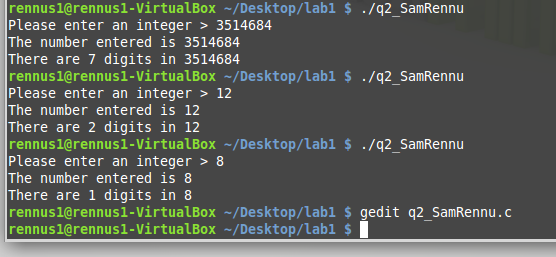 rennus1@rennus1-VirtualBox ~/Desktop/lab1 $ ./q2_SamRennu
Please enter an integer > 3514684
The number entered is 3514684
There are 7 digits in 3514684
rennus1@rennus1-VirtualBox ~/Desktop/lab1 $ ./q2_SamRennu
Please enter an integer > 12
The number entered is 12
There are 2 digits in 12
rennus1@rennus1-VirtualBox ~/Desktop/lab1 $ ./q2_SamRennu
Please enter an integer > 8
The number entered is 8
There are 1 digits in 8
rennus1@rennus1-VirtualBox ~/Desktop/lab1 $ gedit q2_SamRennu.c
rennus1@rennus1-VirtualBox ~/Desktop/lab1 $